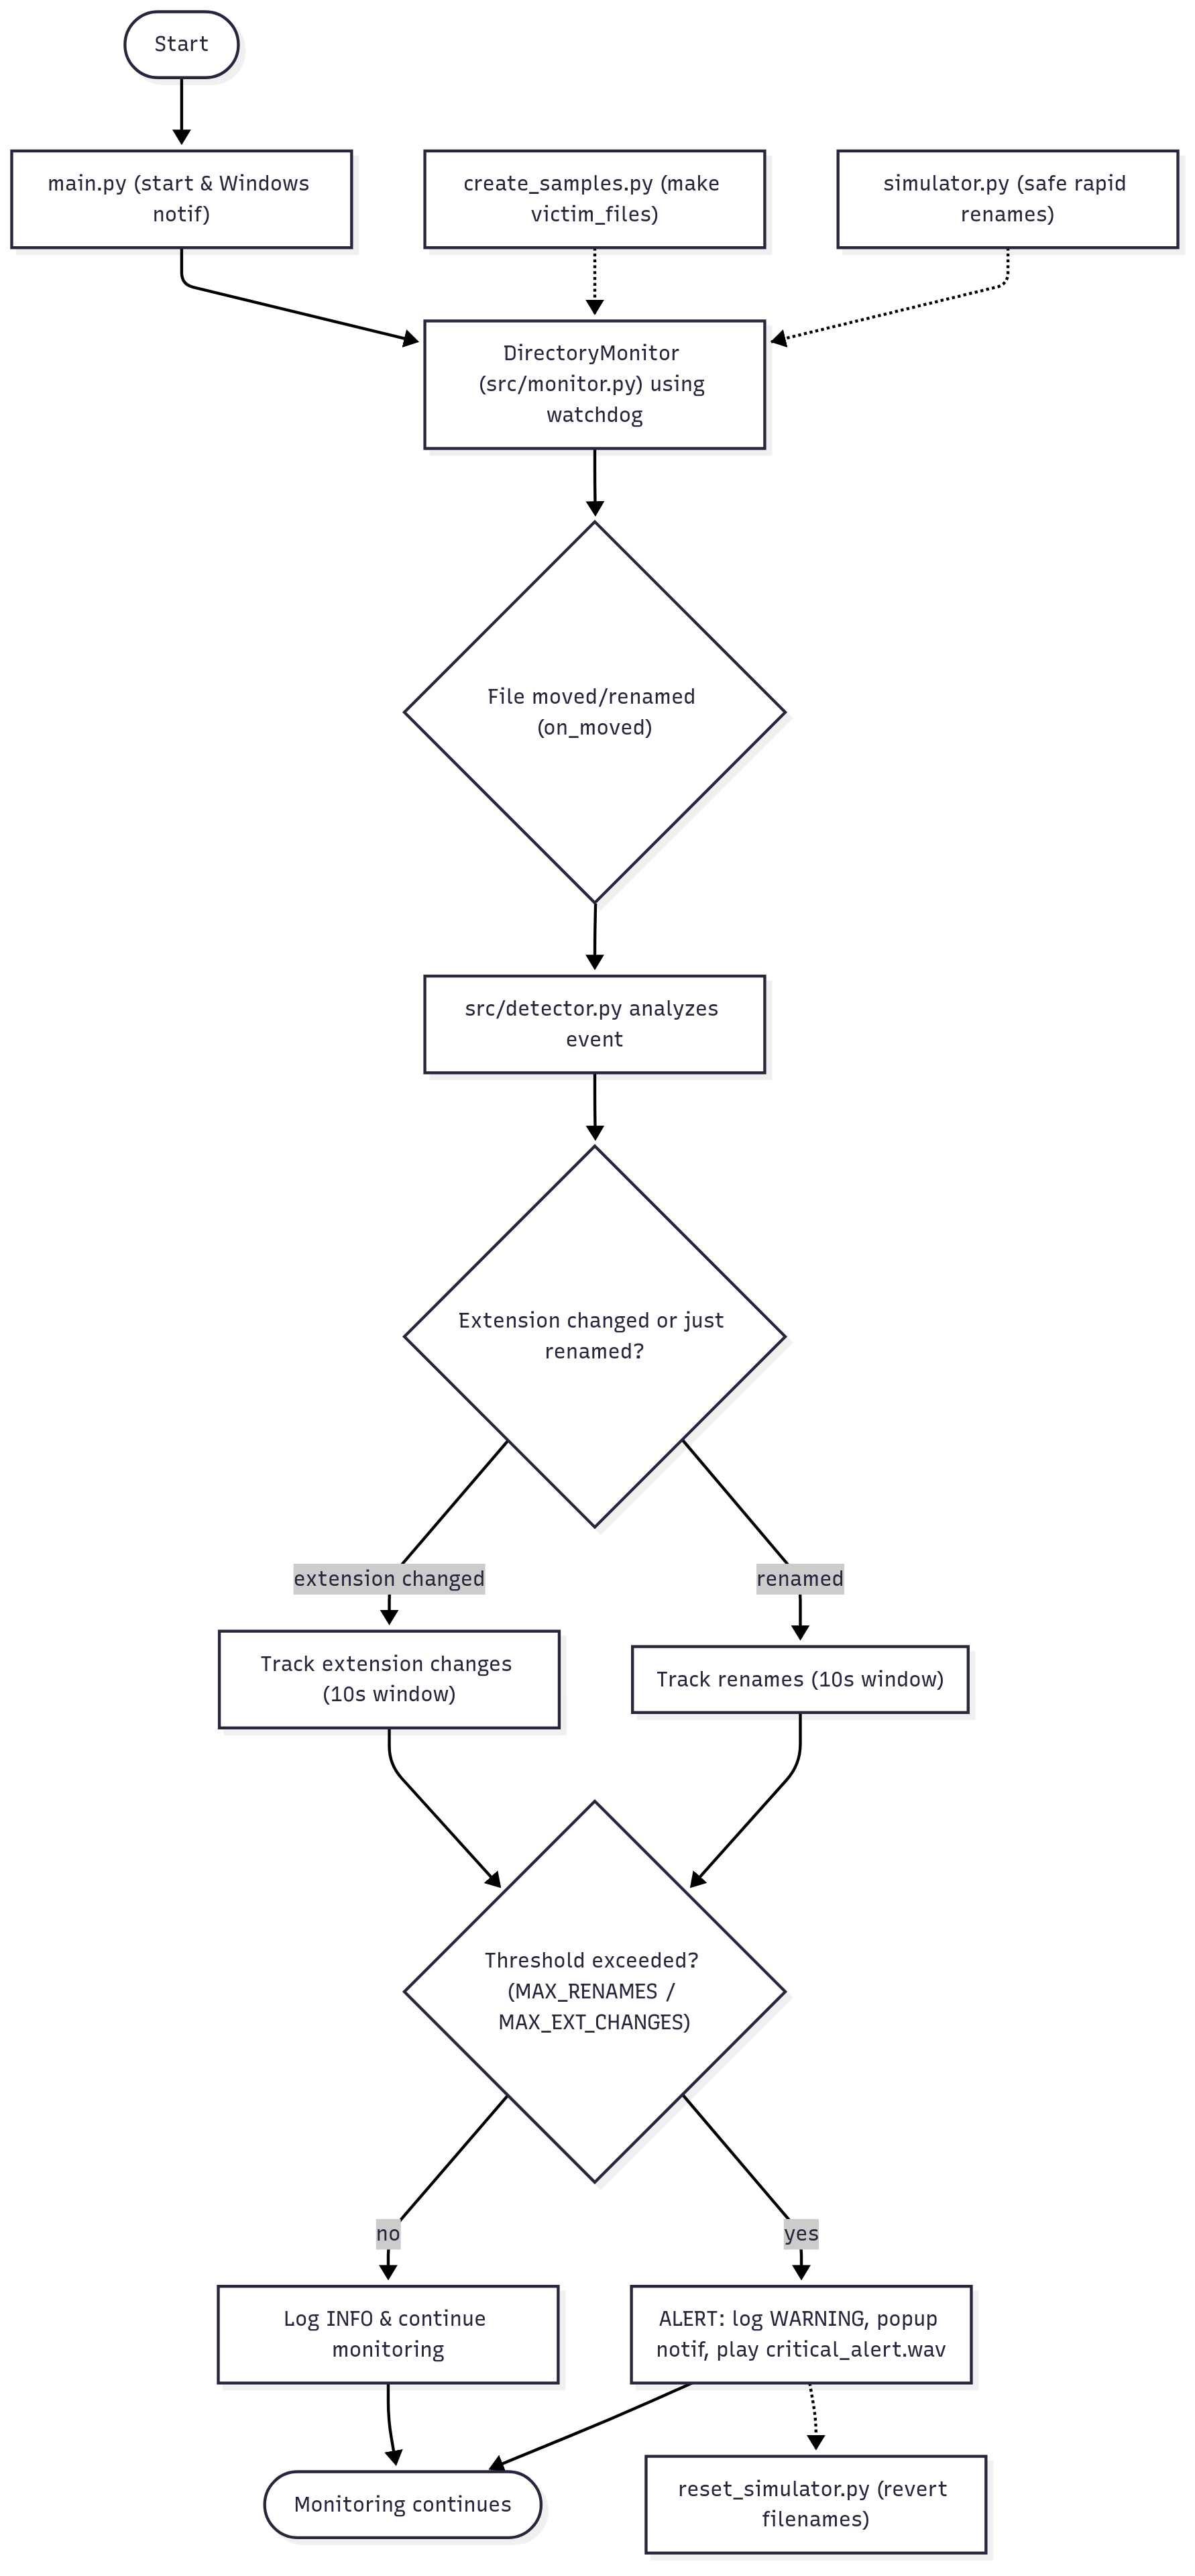 Start
main.py (start & Windows
notif)
create_samples.py (make
victim_files)
simulator.py (safe rapid
renames)
DirectoryMonitor
(src/monitor.py) using
watchdog
File moved/renamed
(on_moved)
src/detector.py analyzes
event
Extension changed or just
renamed?
extension changed
renamed
Track extension changes
(10s window)
Track renames (10s window)
Threshold exceeded?
(MAX_RENAMES /
MAX_EXT_CHANGES)
no
yes
Log INFO & continue
monitoring
ALERT: log WARNING, popup
notif, play critical_alert.wav
Monitoring continues
reset_simulator.py (revert
filenames)